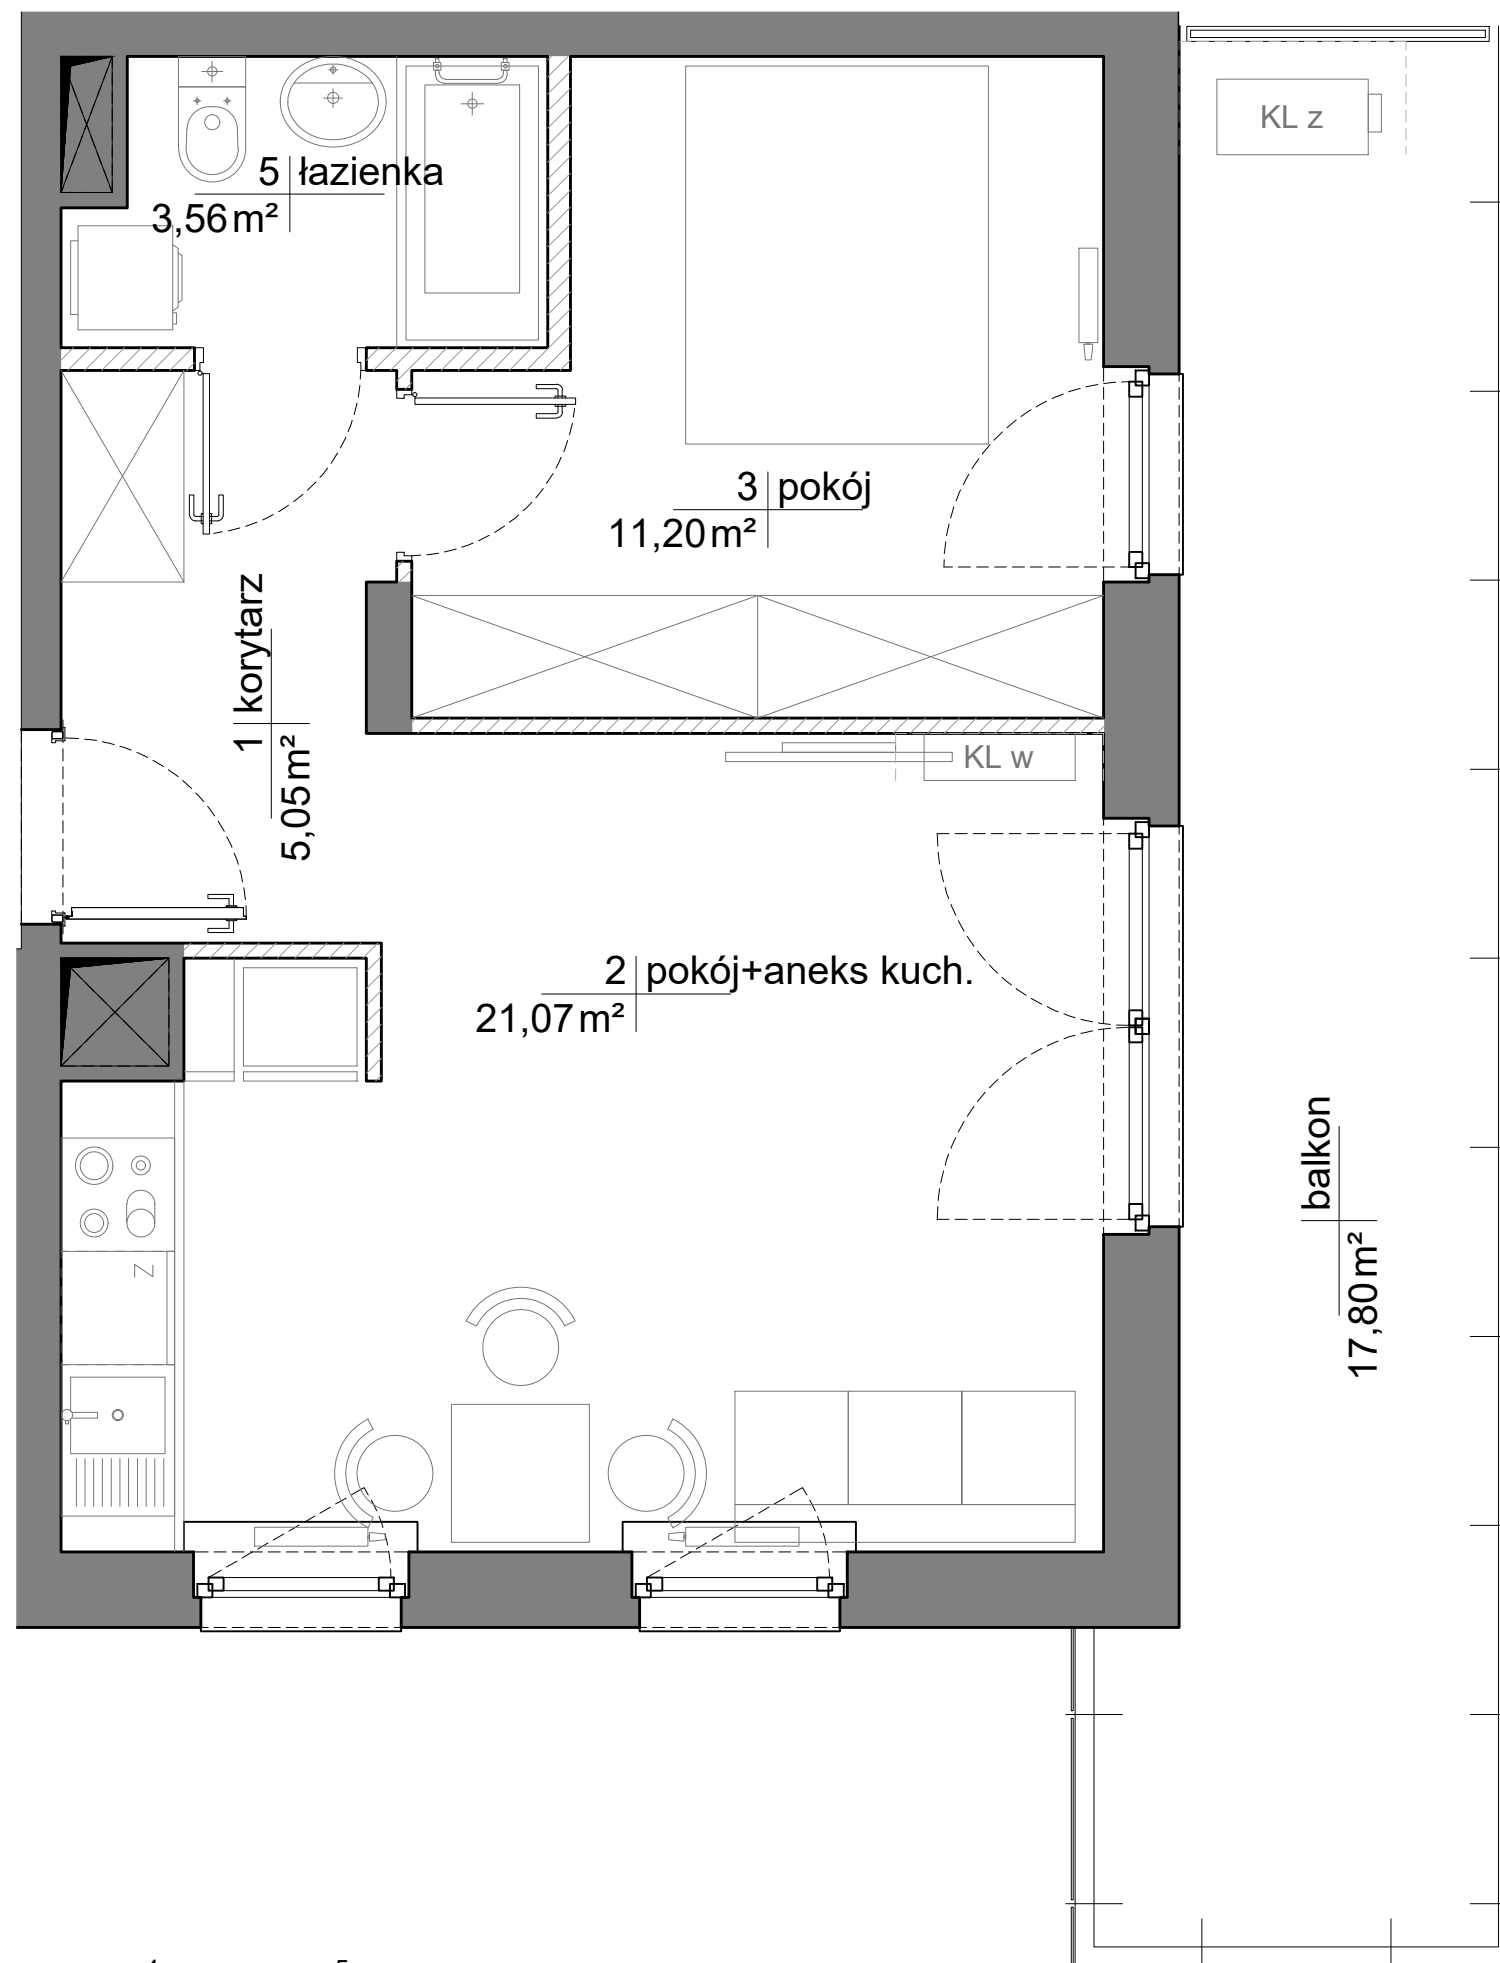 KL z
5 łazienka
3,56 m²
3 pokój
11,20 m²
1 korytarz
5,05 m²
KL w
2 pokój+aneks kuch.
21,07 m²
balkon
17,80 m²
Z